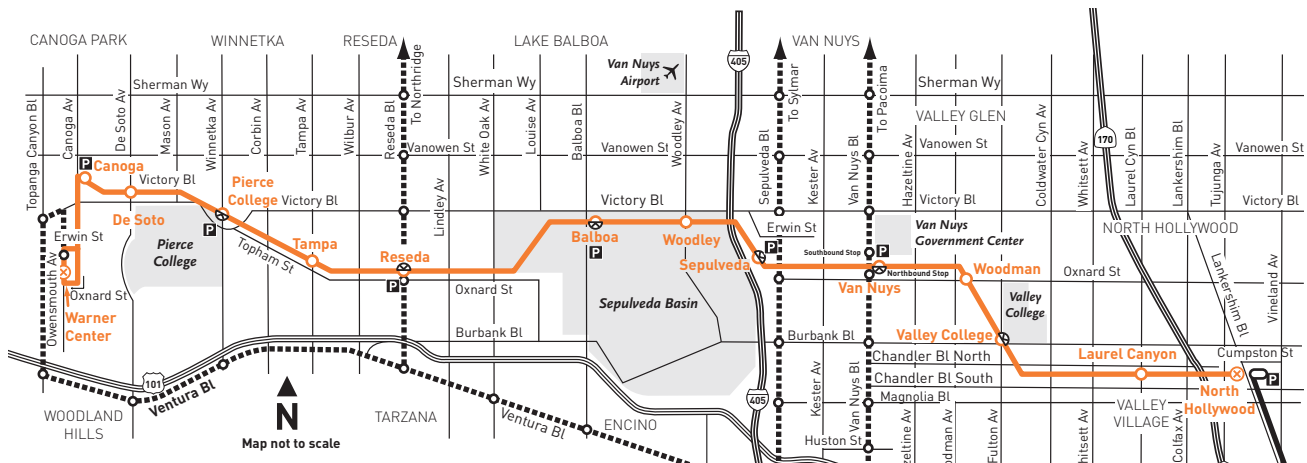 CANOGA PARK
WINNETKA
RESEDA
LAKE BALBOA
VAN NUYS
405
Van Nuys
Airport
To Northridge
To Sylmar
To Pacoima
Sherman Wy
Sherman Wy
Sherman Wy
VALLEY GLEN
Topanga Canyon Bl
Canoga Av
De Soto Av
Mason Av
Winnetka Av
Corbin Av
Tampa Av
Wilbur Av
Reseda Bl
White Oak Av
Louise Av
Balboa Bl
Woodley Av
Sepulveda Bl
Kester Av
Van Nuys Bl
Hazeltine Av
Coldwater Cyn Av
Whitsett Av
170
Laurel Cyn Bl
Lankershim Bl
Tujunga Av
Vanowen St
Vanowen St
Vanowen St
Vanowen St
P
Canoga
Victory Bl
De Soto
Pierce
College
P
Victory Bl
Lindley Av
Victory Bl
Victory Bl
Erwin St
Pierce
College
Topham St
Tampa
Reseda
P
Balboa
P
Woodley
Sepulveda
P
Erwin St
Southbound Stop
P
Van Nuys
Government Center
NORTH HOLLYWOOD
Northbound Stop
Van Nuys
Woodman
Oxnard St
Owensmouth Av
Oxnard St
Warner
Center
Oxnard St
Sepulveda Basin
Valley
College
Lankershim Bl
Vineland Av
Burbank Bl
Burbank Bl
Valley College
Chandler Bl North
Chandler Bl South
Magnolia Bl
Laurel Canyon
Cumpston St
P
North
Hollywood
101
Ventura Bl
N
Map not to scale
WOODLAND
HILLS
TARZANA
Ventura Bl
ENCINO
405
Kester Av
Van Nuys Bl
Huston St
zeltine Av
odman Av
Fulton Av
hitsett Av
VALLEY
VILLAGE
Colfax Av